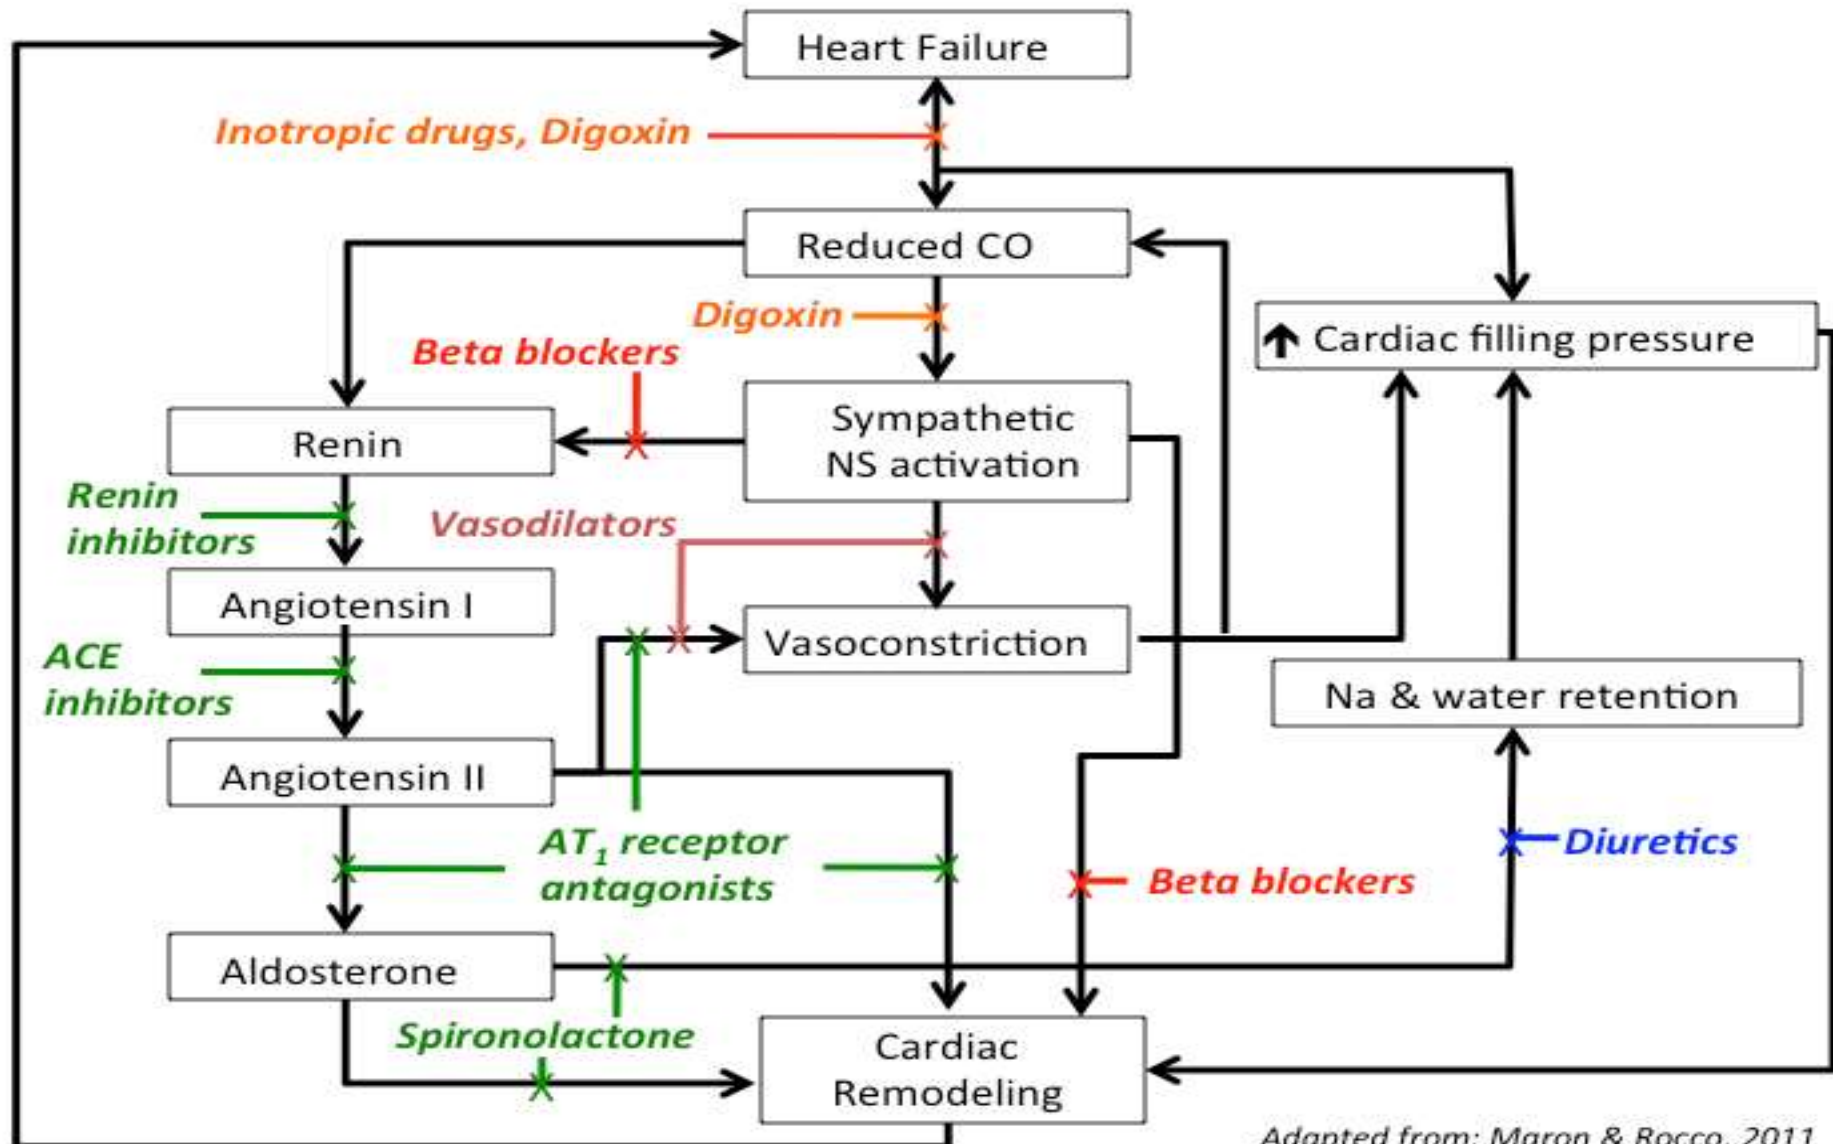 Heart Failure
Inotropic drugs, Digoxin
Reduced CO
Digoxin
Beta blockers
↑ Cardiac filling pressure
Sympathetic
NS activation
Renin
Renin
inhibitors
Vasodilators
Angiotensin I
Vasoconstriction
ACE
inhibitors
Na & water retention
Angiotensin II
AT₁ receptor
antagonists
Diuretics
Beta blockers
Aldosterone
Spironolactone
Cardiac
Remodeling
Adapted from: Maron & Rocco, 2011